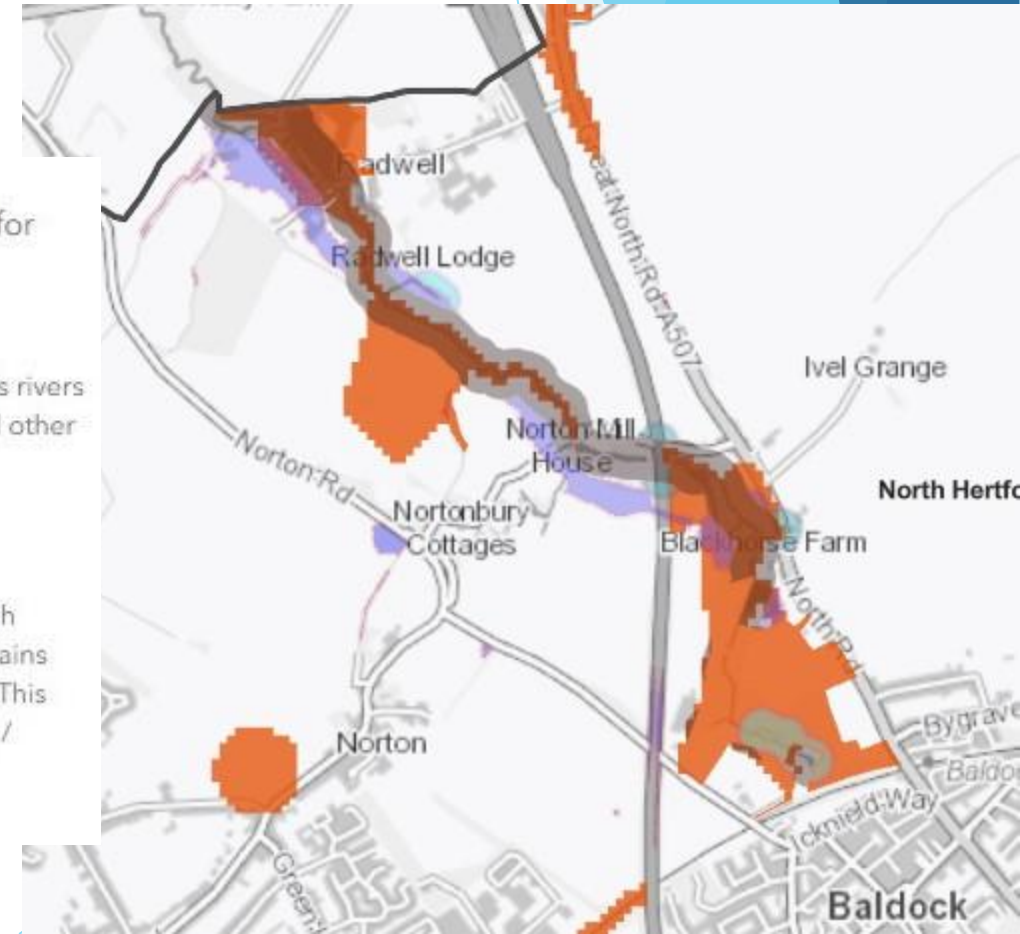 for
s rivers
other
h
ains
This
/
Radwell
Radwell Lodge
eat North Rd A507
Ivel Grange
Norton Mill
House
Norton Rd
North Hertfo
Nortonbury
Cottages
Blackhorse Farm
North Rd
Norton
Bygrave
Baldo
Icknield Way
Green
Baldock